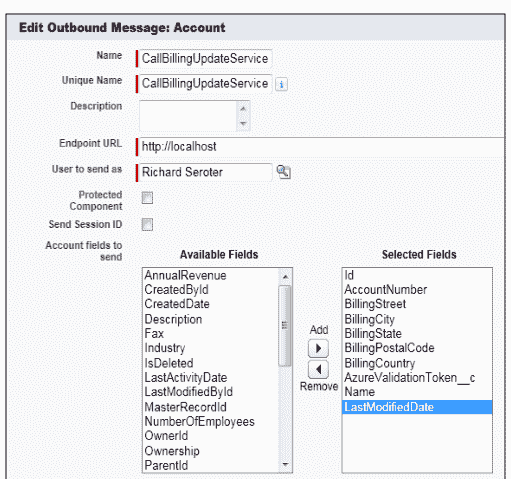 Edit Outbound Message: Account
Name CallBillingUpdateService
Unique Name CallBillingUpdateService i
Description
Endpoint URL http://localhost
User to send as Richard Seroter
Protected
Component
Send Session ID
Account fields to
send
Available Fields
AnnualRevenue
CreatedById
CreatedDate
Description
Fax
Industry
IsDeleted
LastActivityDate
LastModifiedById
MasterRecordId
NumberOfEmployees
OwnerId
Ownership
ParentId
Add
Remove
Selected Fields
Id
AccountNumber
BillingStreet
BillingCity
BillingState
BillingPostalCode
BillingCountry
AzureValidationToken__c
Name
LastModifiedDate